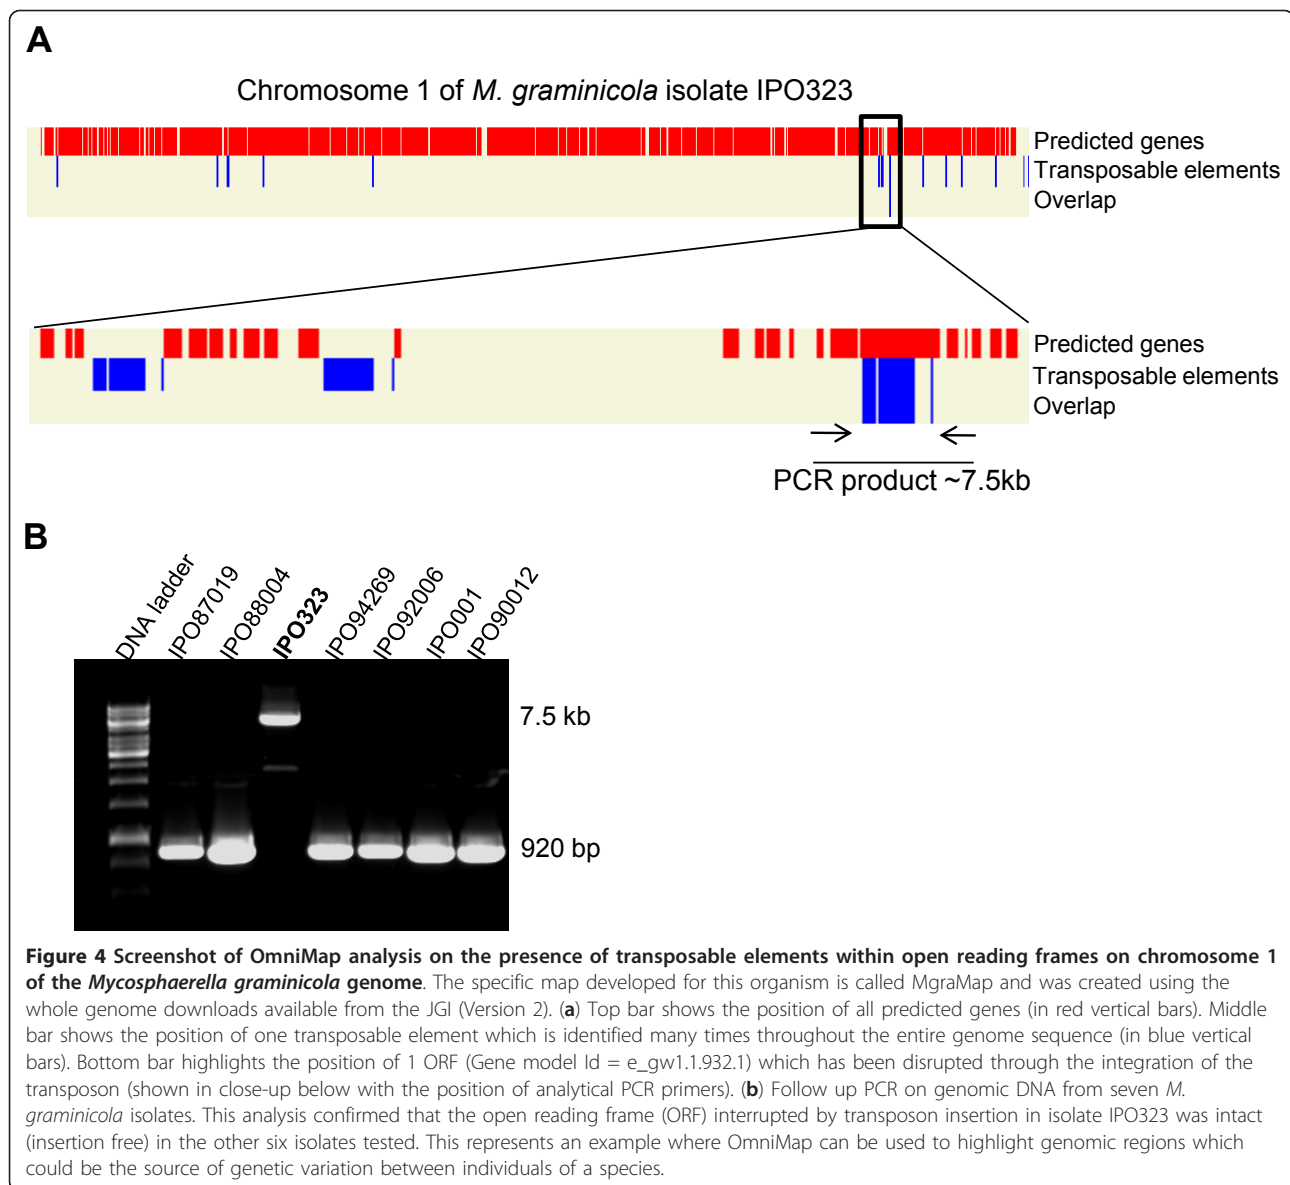 A
Chromosome 1 of M. graminicola isolate IPO323
Predicted genes
Transposable elements
Overlap
Predicted genes
Transposable elements
Overlap
PCR product ~7.5kb
B
DNA ladder
IPO87019
IPO88004
IPO323
IPO94269
IPO92006
IPO001
IPO90012
7.5 kb
920 bp
Figure 4 Screenshot of OmniMap analysis on the presence of transposable elements within open reading frames on chromosome 1
of the Mycosphaerella graminicola genome. The specific map developed for this organism is called MgraMap and was created using the
whole genome downloads available from the JGI (Version 2). (a) Top bar shows the position of all predicted genes (in red vertical bars). Middle
bar shows the position of one transposable element which is identified many times throughout the entire genome sequence (in blue vertical
bars). Bottom bar highlights the position of 1 ORF (Gene model Id = e_gw1.1.932.1) which has been disrupted through the integration of the
transposon (shown in close-up below with the position of analytical PCR primers). (b) Follow up PCR on genomic DNA from seven M.
graminicola isolates. This analysis confirmed that the open reading frame (ORF) interrupted by transposon insertion in isolate IPO323 was intact
(insertion free) in the other six isolates tested. This represents an example where OmniMap can be used to highlight genomic regions which
could be the source of genetic variation between individuals of a species.